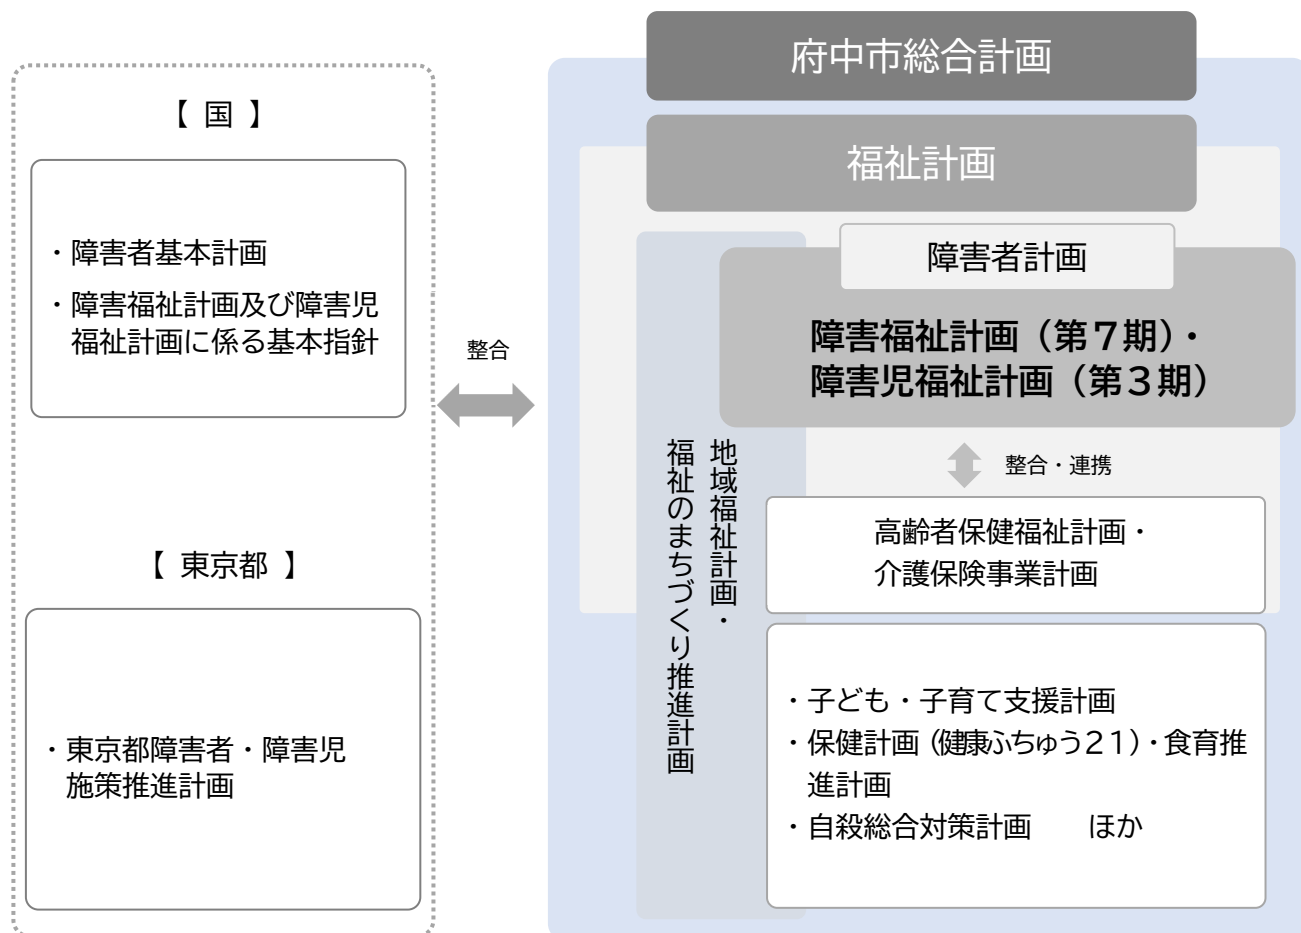 【 国 】
・障害者基本計画
・障害福祉計画及び障害児
福祉計画に係る基本指針
【 東京都 】
・東京都障害者・障害児
施策推進計画
整合
府中市総合計画
福祉計画
障害者計画
障害福祉計画（第７期）・
障害児福祉計画（第３期）
整合・連携
地域福祉計画・
福祉のまちづくり推進計画
高齢者保健福祉計画・
介護保険事業計画
・子ども・子育て支援計画
・保健計画（健康ふちゅう２１）・食育推
進計画
・自殺総合対策計画　　ほか